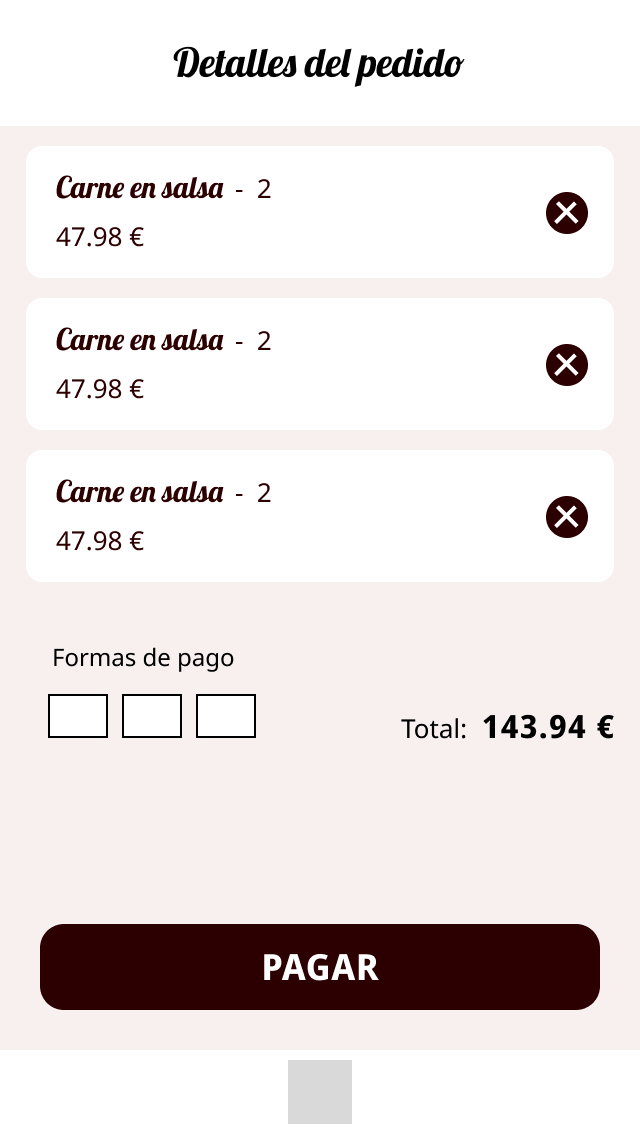 Detalles del pedido
Carne en salsa - 2
47.98 €
Carne en salsa - 2
47.98 €
Carne en salsa - 2
47.98 €
Formas de pago
Total: 143.94 €
PAGAR